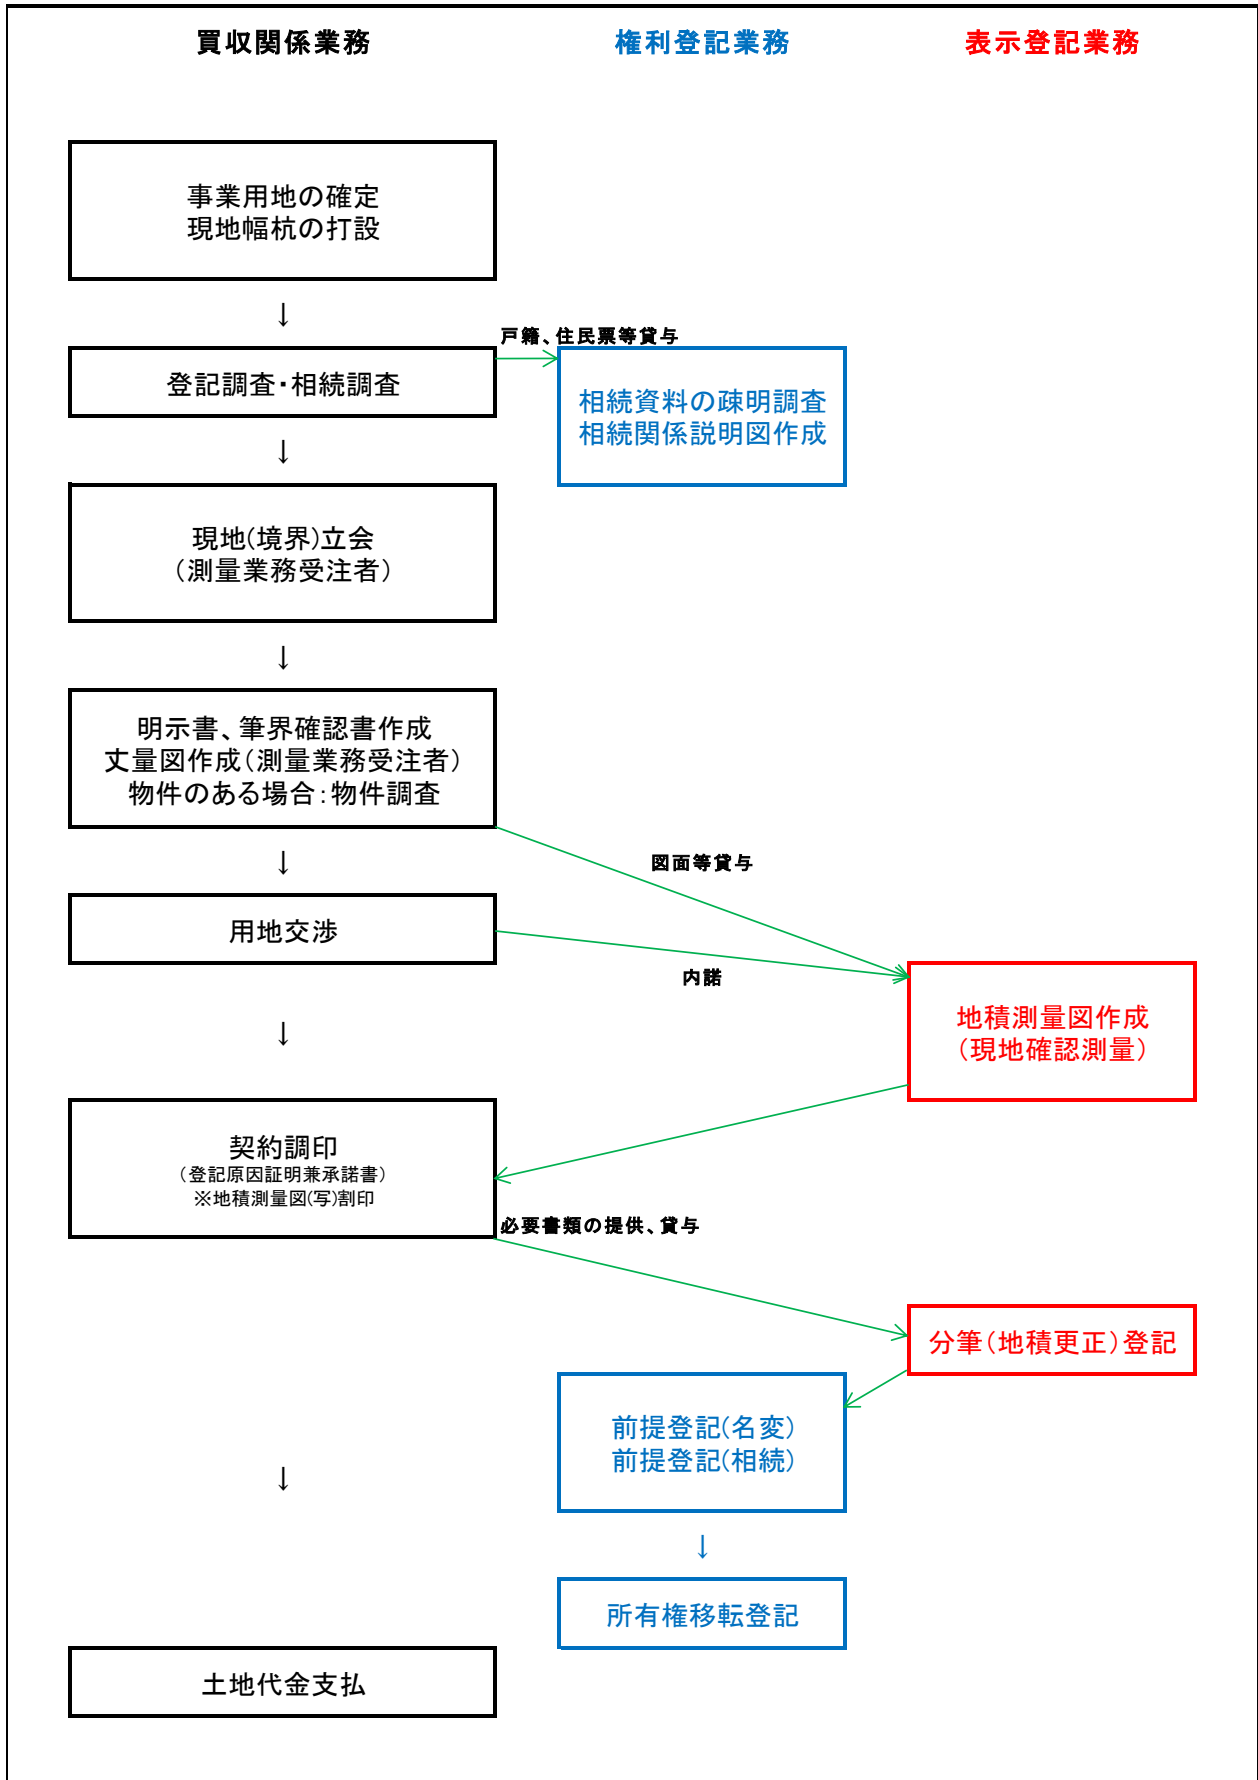 買収関係業務
権利登記業務
表示登記業務
事業用地の確定
現地幅杭の打設
↓
戸籍、住民票等貸与
登記調査・相続調査
相続資料の疎明調査
相続関係説明図作成
↓
現地(境界)立会
(測量業務受注者)
↓
明示書、筆界確認書作成
丈量図作成(測量業務受注者)
物件のある場合:物件調査
↓
図面等貸与
用地交渉
内諾
地積測量図作成
(現地確認測量)
↓
契約調印
(登記原因証明兼承諾書)
※地積測量図(写)割印
必要書類の提供、貸与
分筆(地積更正)登記
前提登記(名変)
前提登記(相続)
↓
↓
所有権移転登記
土地代金支払